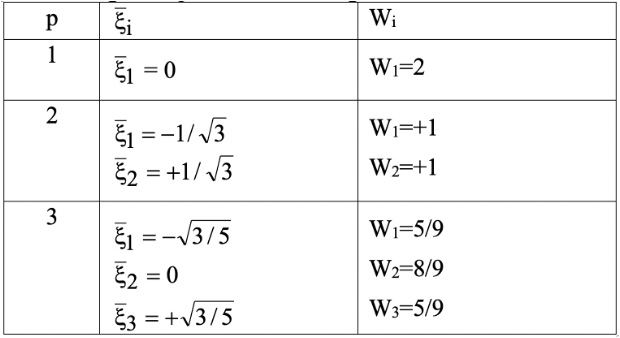 p ξ̄i Wi
1 ξ̄1 = 0 W1=2
2 ξ̄1 = −1/√3 W1=+1
ξ̄2 = +1/√3 W2=+1
3 ξ̄1 = −√3/5 W1=5/9
ξ̄2 = 0 W2=8/9
ξ̄3 = +√3/5 W3=5/9